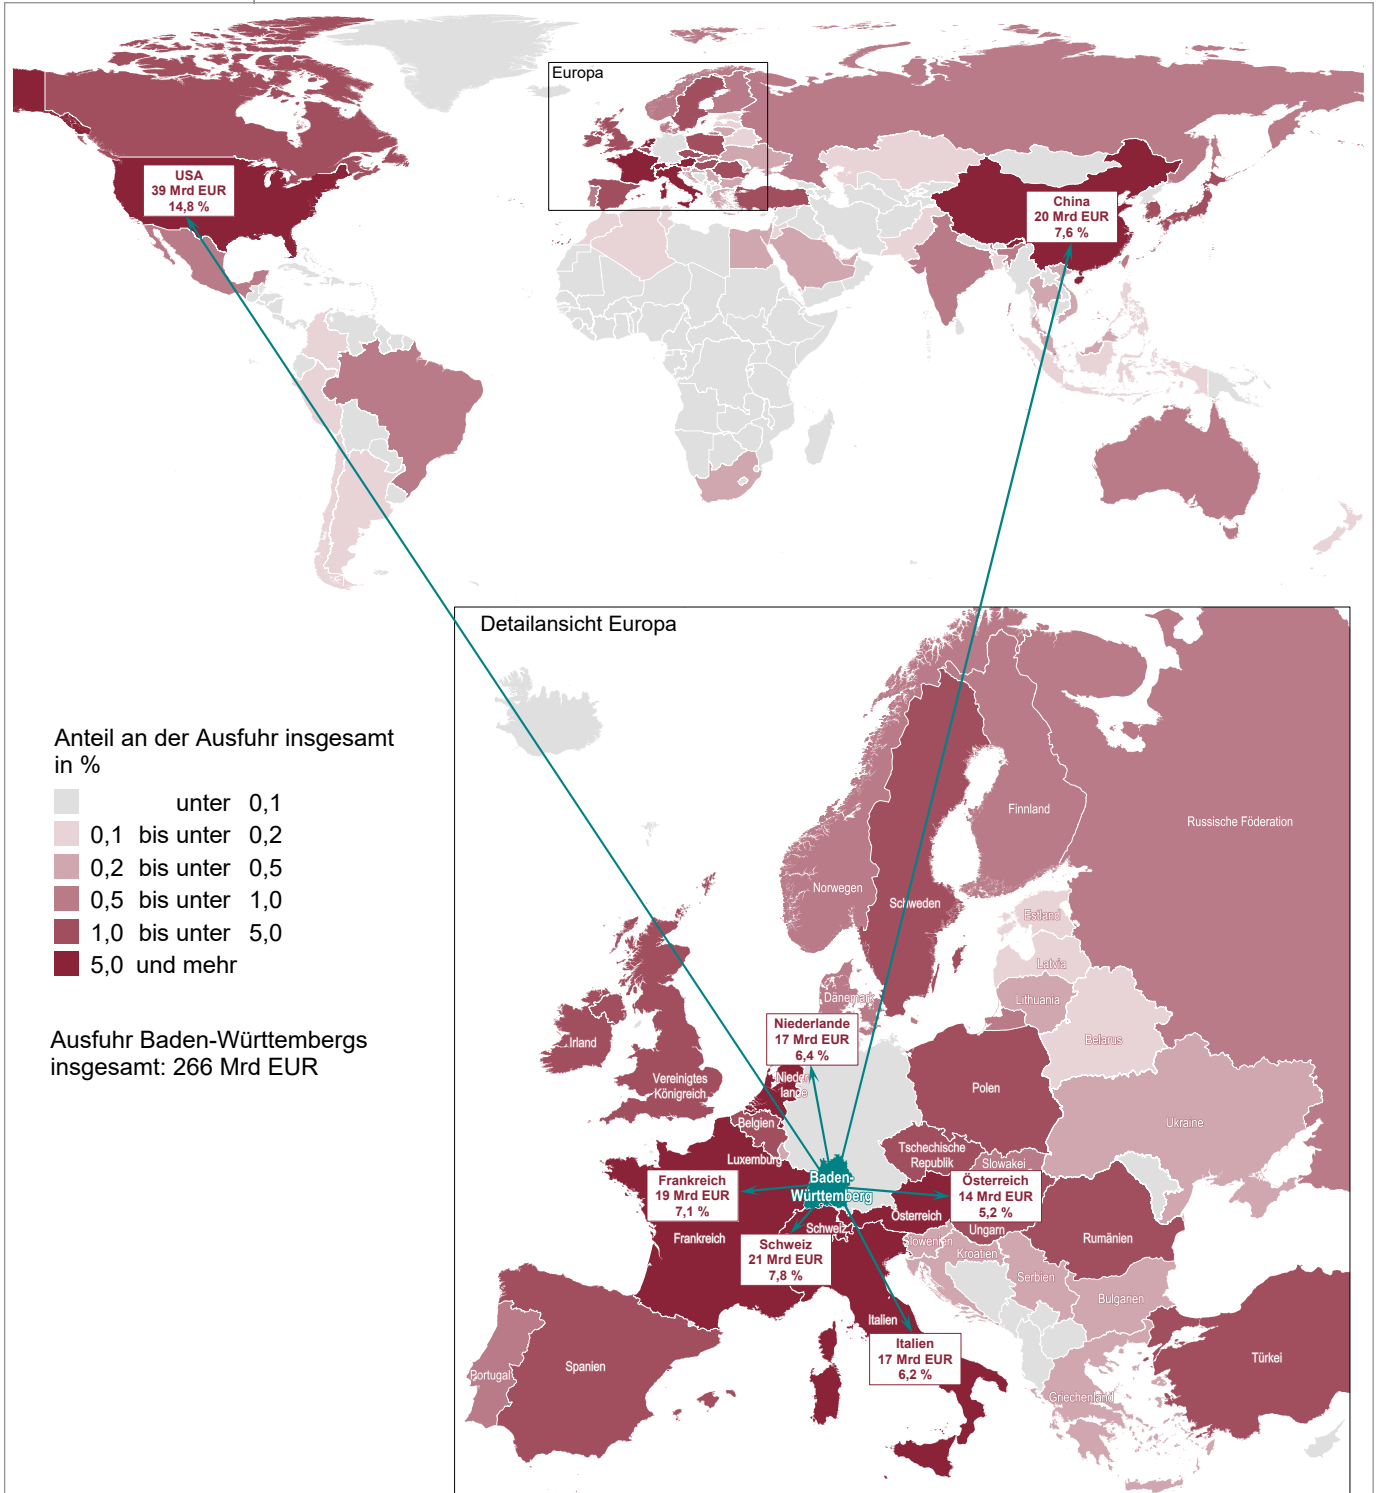 Europa
USA
39 Mrd EUR
14,8 %
China
20 Mrd EUR
7,6 %
Detailansicht Europa
Anteil an der Ausfuhr insgesamt
in %
unter 0,1
0,1 bis unter 0,2
0,2 bis unter 0,5
0,5 bis unter 1,0
1,0 bis unter 5,0
5,0 und mehr
Ausfuhr Baden-Württembergs
insgesamt: 266 Mrd EUR
Finnland
Russische Föderation
Norwegen
Schweden
Estland
Latvia
Lithuania
Dänemark
Niederlande
17 Mrd EUR
6,4 %
Irland
Belarus
Vereinigtes
Königreich
Nieder-
lande
Polen
Belgien
Ukraine
Luxemburg
Tschechische
Republik
Slowakei
Baden-
Württemberg
Frankreich
19 Mrd EUR
7,1 %
Österreich
14 Mrd EUR
5,2 %
Österreich
Schweiz
Ungarn
Frankreich
Rumänien
Slowenien
Kroatien
Schweiz
21 Mrd EUR
7,8 %
Serbien
Bulgarien
Italien
Italien
17 Mrd EUR
6,2 %
Spanien
Portugal
Türkei
Griechenland